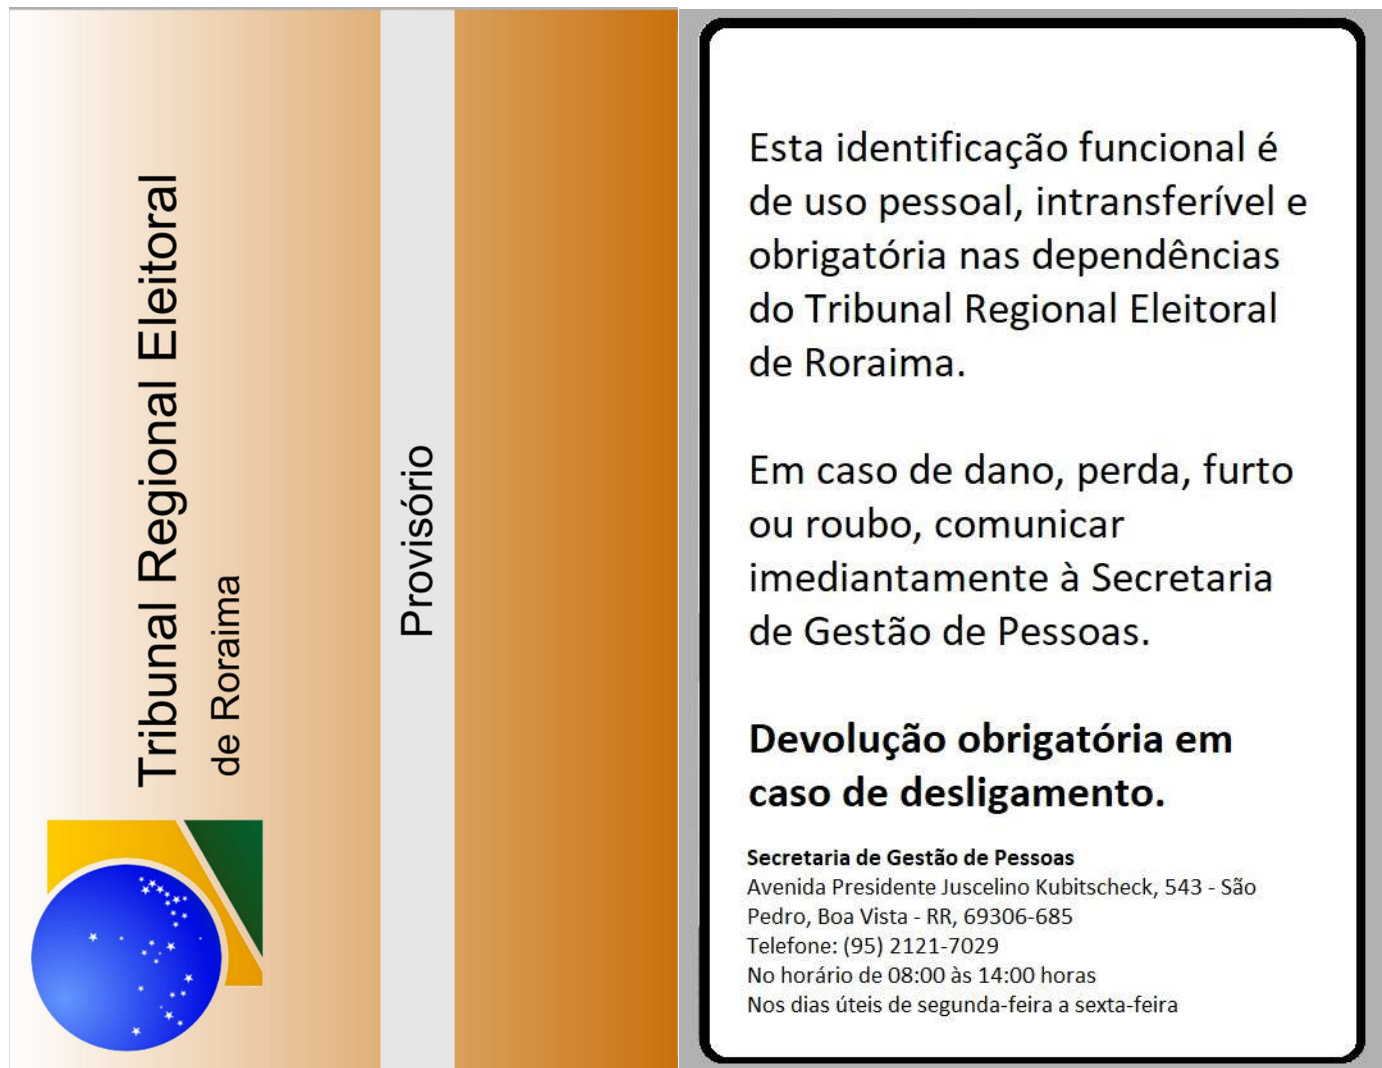 Tribunal Regional Eleitoral
de Roraima
Provisório
Esta identificação funcional é
de uso pessoal, intransferível e
obrigatória nas dependências
do Tribunal Regional Eleitoral
de Roraima.
Em caso de dano, perda, furto
ou roubo, comunicar
imediantamente à Secretaria
de Gestão de Pessoas.
Devolução obrigatória em
caso de desligamento.
Secretaria de Gestão de Pessoas
Avenida Presidente Juscelino Kubitscheck, 543 - São
Pedro, Boa Vista - RR, 69306-685
Telefone: (95) 2121-7029
No horário de 08:00 às 14:00 horas
Nos dias úteis de segunda-feira a sexta-feira